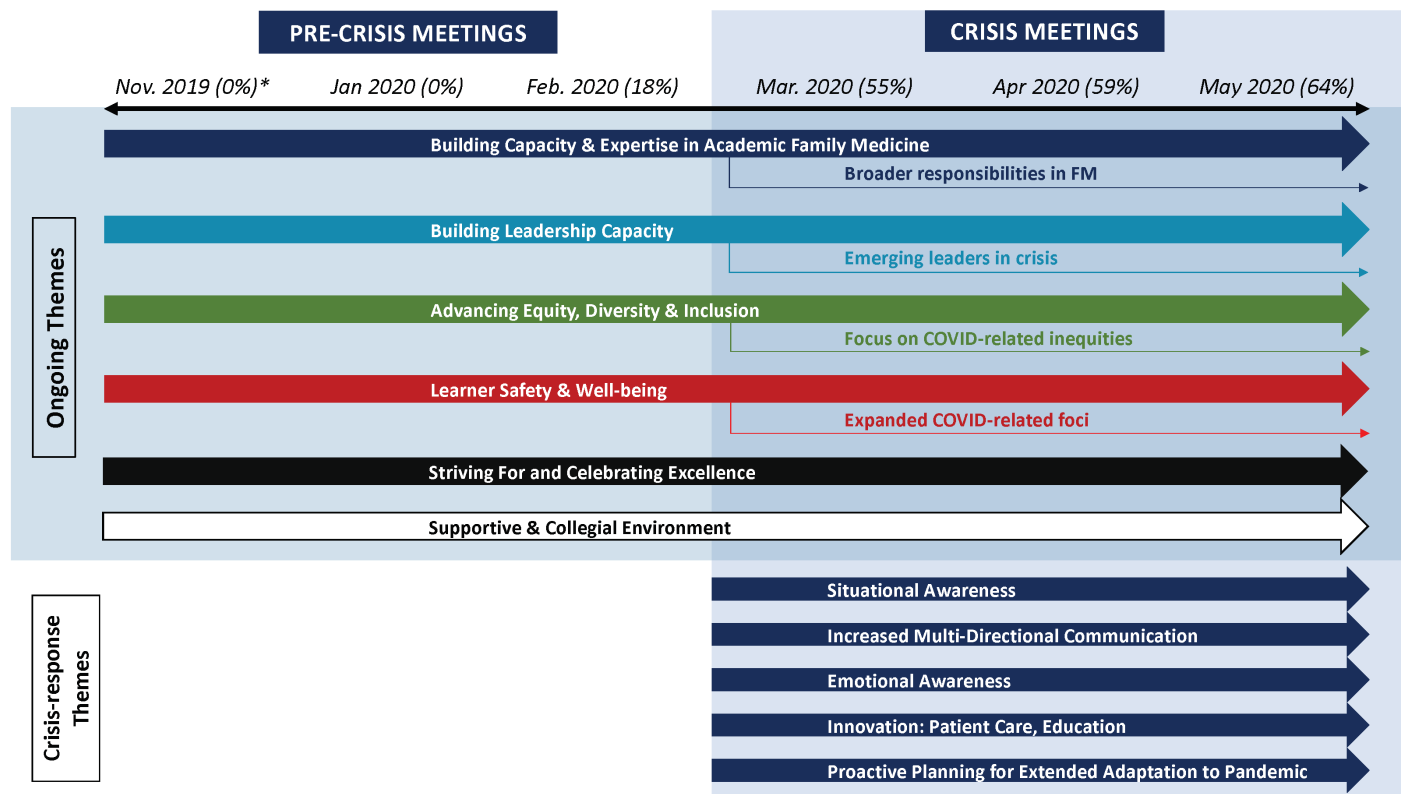 PRE-CRISIS MEETINGS
CRISIS MEETINGS
Nov. 2019 (0%)*
Jan 2020 (0%)
Feb. 2020 (18%)
Mar. 2020 (55%)
Apr 2020 (59%)
May 2020 (64%)
Ongoing Themes
Building Capacity & Expertise in Academic Family Medicine
Broader responsibilities in FM
Building Leadership Capacity
Emerging leaders in crisis
Advancing Equity, Diversity & Inclusion
Focus on COVID-related inequities
Learner Safety & Well-being
Expanded COVID-related foci
Striving For and Celebrating Excellence
Supportive & Collegial Environment
Crisis-response
Themes
Situational Awareness
Increased Multi-Directional Communication
Emotional Awareness
Innovation: Patient Care, Education
Proactive Planning for Extended Adaptation to Pandemic